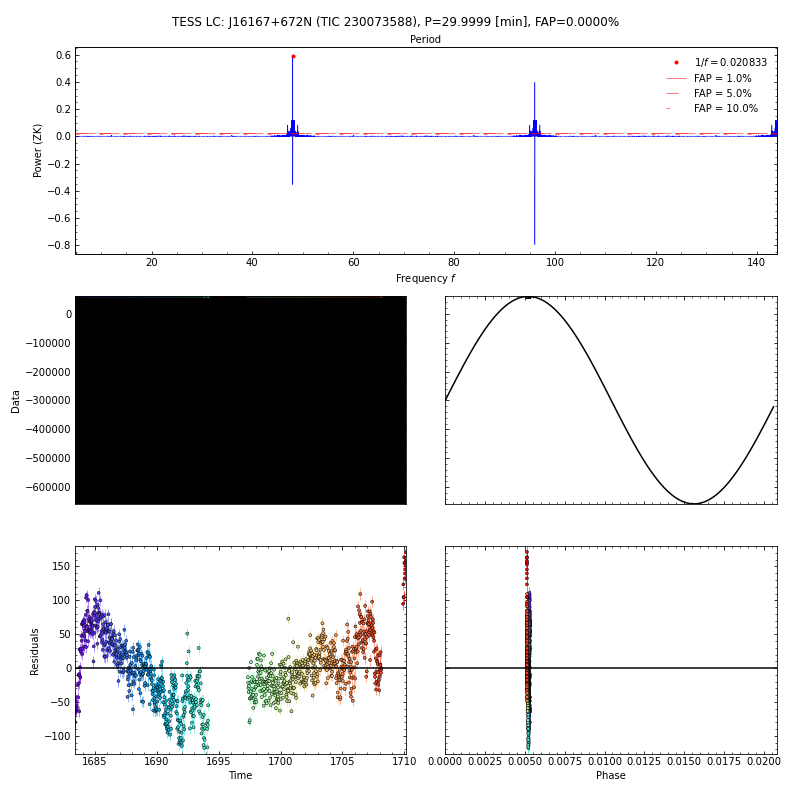 TESS LC: J16167+672N (TIC 230073588), P=29.9999 [min], FAP=0.0000%
Period
0.6
0.4
0.2
0.0
−0.2
−0.4
−0.6
−0.8
Power (ZK)
1/f = 0.020833
FAP = 1.0%
FAP = 5.0%
FAP = 10.0%
20 40 60 80 100 120 140
Frequency f
0
−100000
−200000
−300000
−400000
−500000
−600000
Data
150
100
50
0
−50
−100
Residuals
1685 1690 1695 1700 1705 1710
Time
0.0000 0.0025 0.0050 0.0075 0.0100 0.0125 0.0150 0.0175 0.0200
Phase